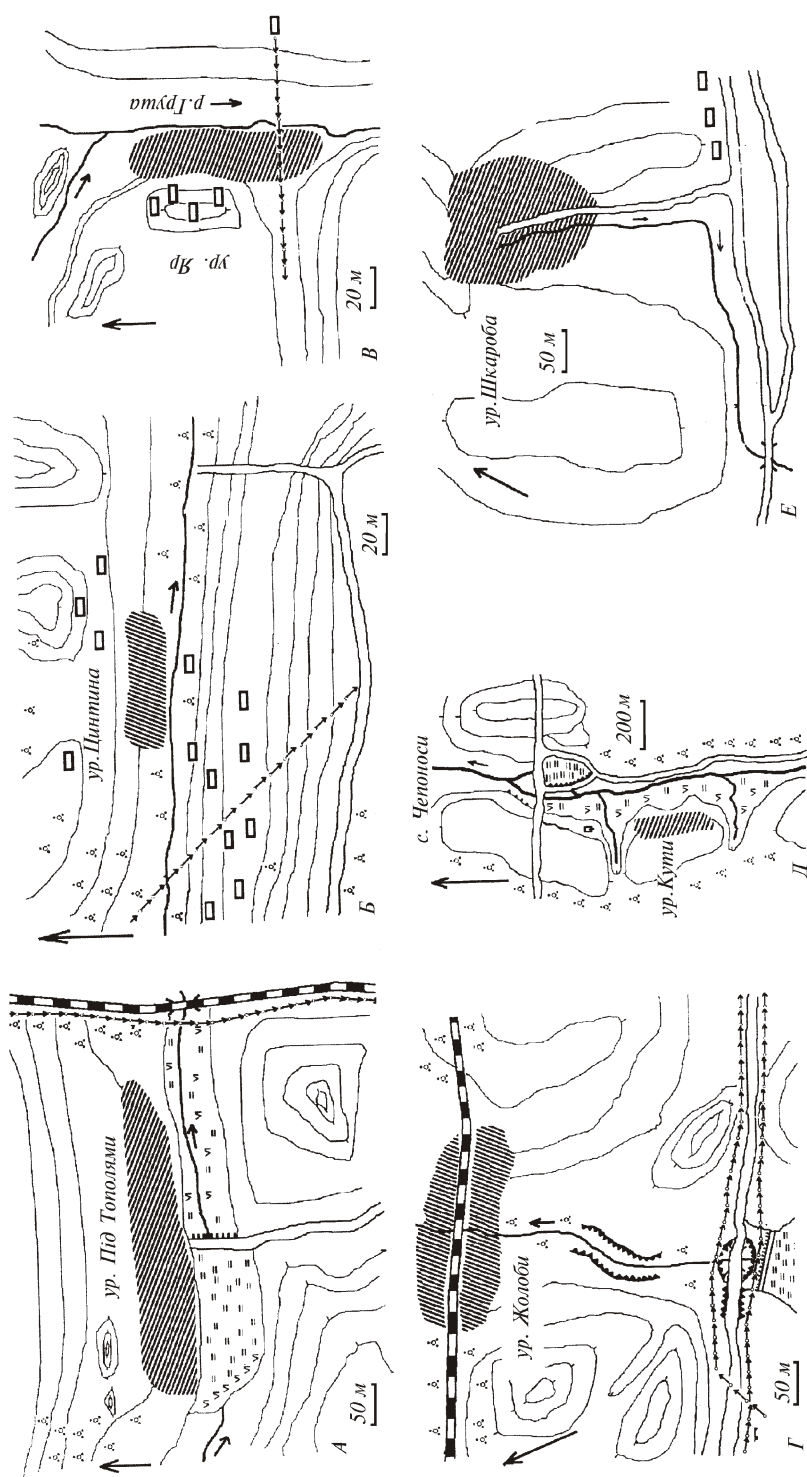 ур. Під Тополями
50 м
А
ур. Цинтина
20 м
Б
р. Груша
ур. Яр
20 м
В
ур. Жолоби
50 м
Г
с. Чепоноси
ур. Кути
200 м
Д
ур. Шкароба
50 м
Е